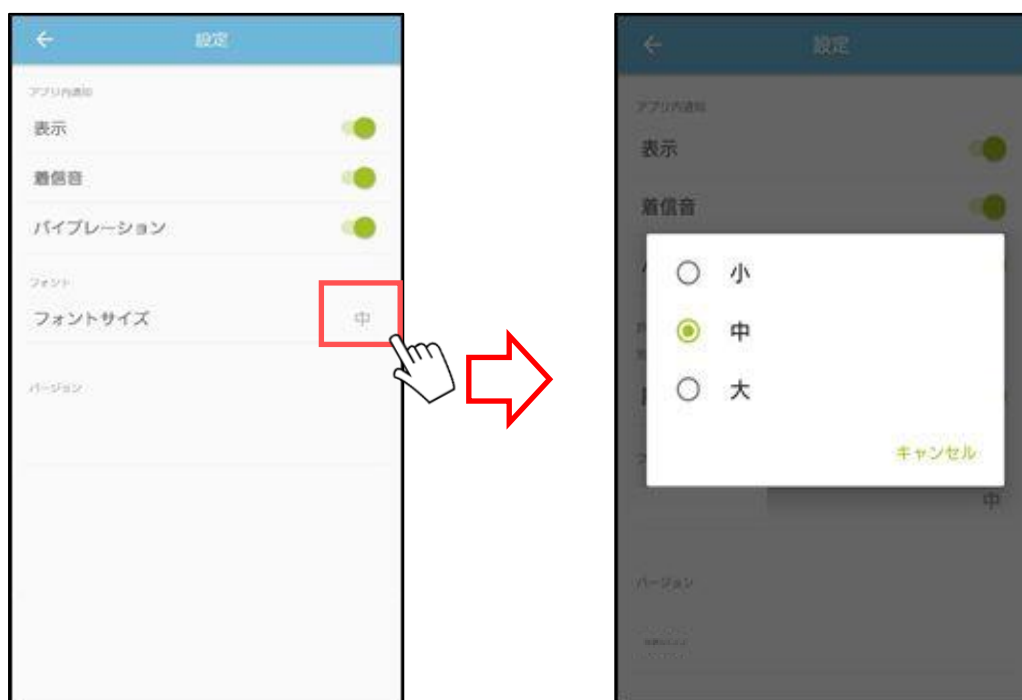 設定
アプリ内通知
表示
着信音
バイブレーション
フォント
フォントサイズ 中
バージョン
設定
アプリ内通知
表示
着信音
小
中
大
キャンセル
中
バージョン